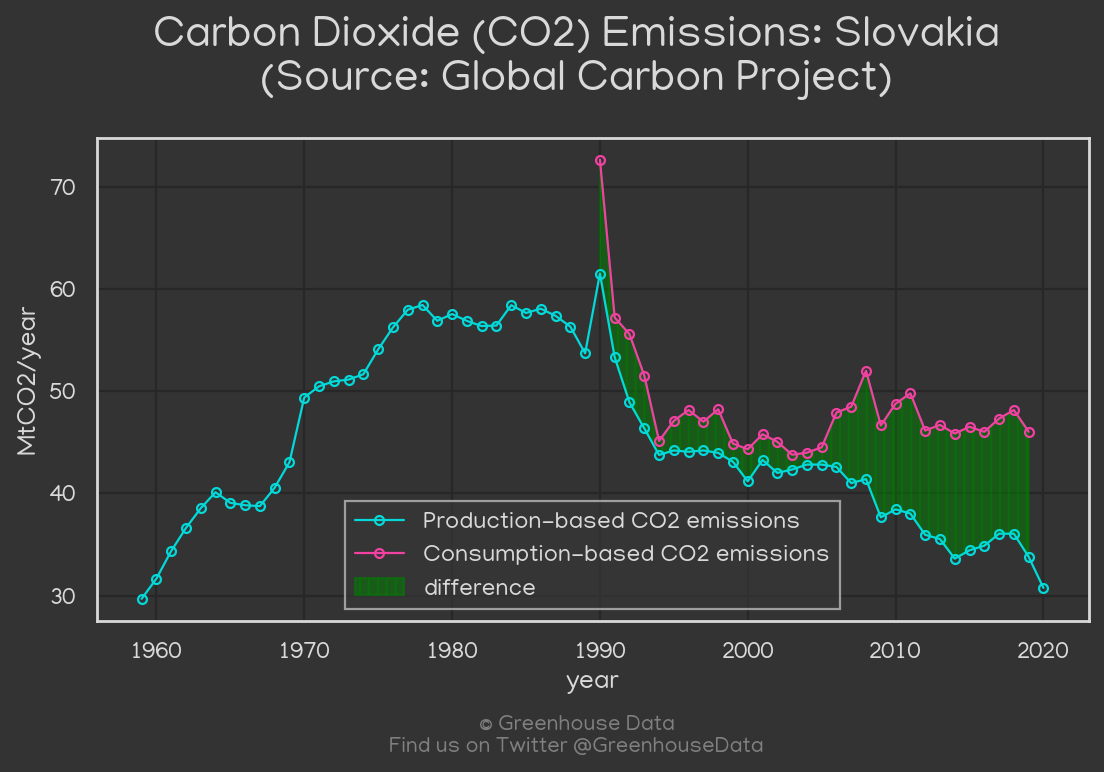 Carbon Dioxide (CO2) Emissions: Slovakia
(Source: Global Carbon Project)
70
60
50
40
30
MtCO2/year
Production-based CO2 emissions
Consumption-based CO2 emissions
difference
1960 1970 1980 1990 2000 2010 2020
year
© Greenhouse Data
Find us on Twitter @GreenhouseData